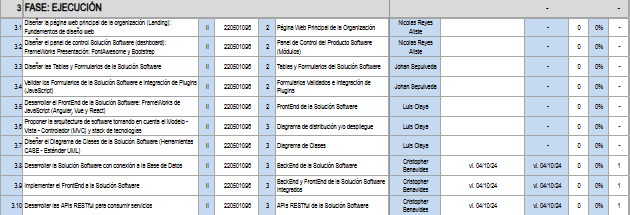 3 FASE: EJECUCIÓN - -
3.1 Diseñar la página web principal de la organización (Landing): Fundamentos de diseño web II 220501096 2 Página Web Principal de la Organización Nicolas Reyes Aliste - 0 0% -
3.2 Diseñar el panel de control Solución Software (dashboard): FrameWorks Presentación: FontAwesome y Bootstrap II 220501096 2 Panel de Control del Producto Software (Módulos) Nicolas Reyes Aliste - 0 0% -
3.3 Diseñar las Tablas y Formularios de la Solución Software II 220501096 2 Tablas y Formularios del Solución Software Johan Sepulveda - 0 0% -
3.4 Validar los Formularios de la Solución Software e Integración de Plugins (JavaScript) II 220501096 2 Formularios Validados e Integración de Plugins Johan Sepulveda - 0 0% -
3.5 Desarrollar el FrontEnd de la Solución Software: FrameWorks de JavaScript (Angular, Vue y React) II 220501096 2 FrontEnd de la Solución Software Luis Olaya - 0 0% -
3.6 Proponer la arquitectura de software tomando en cuenta el Modelo - Vista - Controlador (MVC) y stack de tecnologías II 220501096 3 Diagrama de distribución y/o despliegue Luis Olaya - 0 0% -
3.7 Diseñar el Diagrama de Clases de la Solución Software (Herramientas CASE - Estándar UML) II 220501096 3 Diagrama de Clases Luis Olaya - 0 0% -
3.8 Desarrollar la Solución Software con conexión a la Base de Datos II 220501096 3 BackEnd de la Solución Software Cristopher Benavides vi. 04/10/24 vi. 04/10/24 0 0% 1
3.9 Implementar el FrontEnd a la Solución Software II 220501096 3 BackEnd y FrontEnd de la Solución Software Integrados Cristopher Benavides vi. 04/10/24 vi. 04/10/24 0 0% 1
3.10 Desarrollar las APIs RESTful para consumir servicios II 220501096 3 APIs RESTful de la Solución Software Cristopher Benavides vi. 04/10/24 vi. 04/10/24 0 0% 1